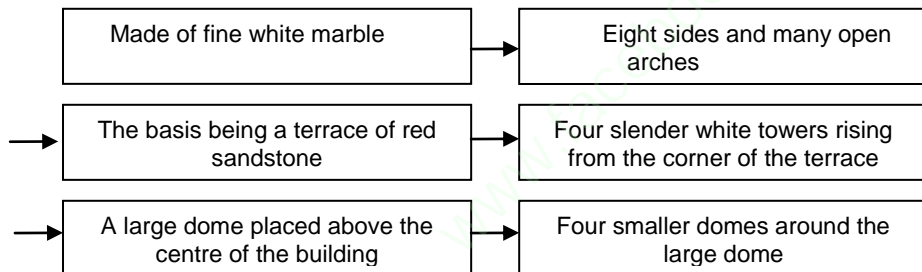 Made of fine white marble
Eight sides and many open
arches
The basis being a terrace of red
sandstone
Four slender white towers rising
from the corner of the terrace
A large dome placed above the
centre of the building
Four smaller domes around the
large dome